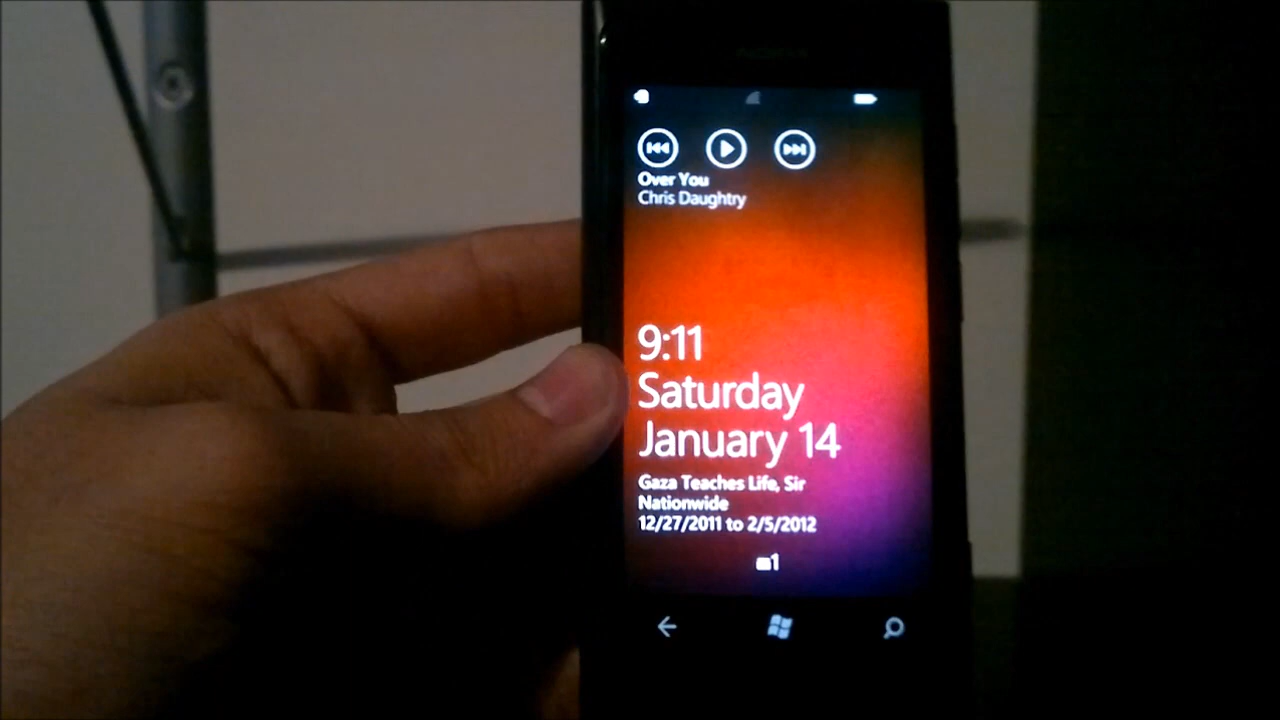 NOKIA
Over You
Chris Daughtry
9:11
Saturday
January 14
Gaza Teaches Life, Sir
Nationwide
12/27/2011 to 2/5/2012
1